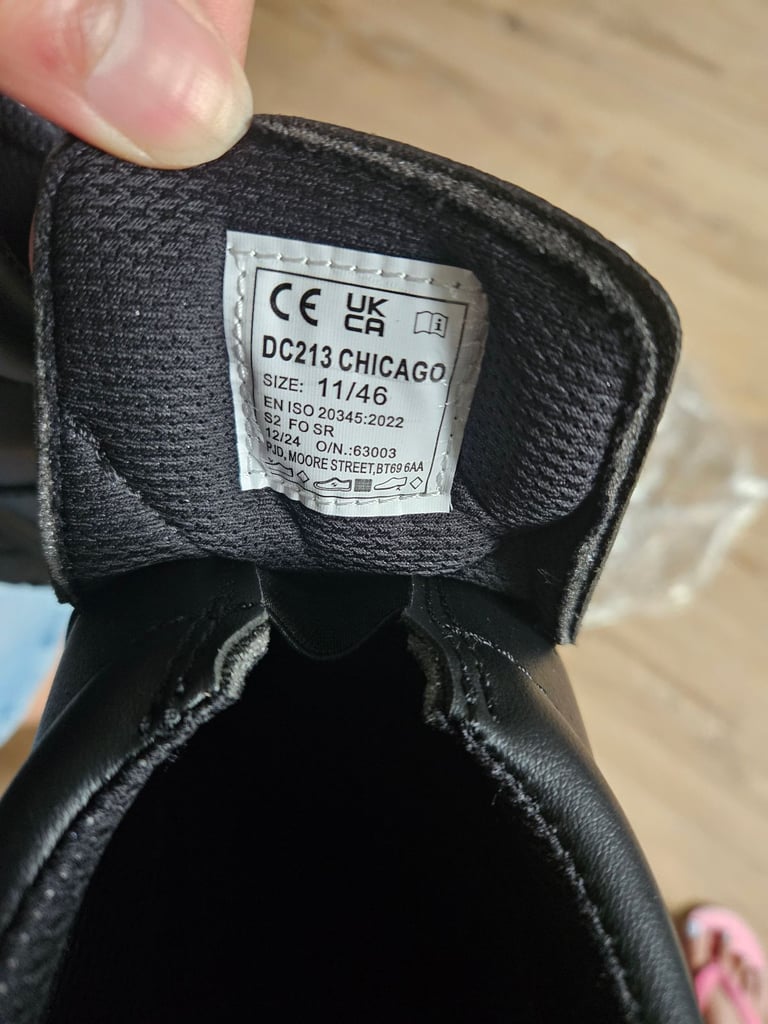 CE UK CA
DC213 CHICAGO
SIZE: 11/46
EN ISO 20345:2022
S2 FO SR
12/24 O/N.:63003
PJD, MOORE STREET,BT69 6AA